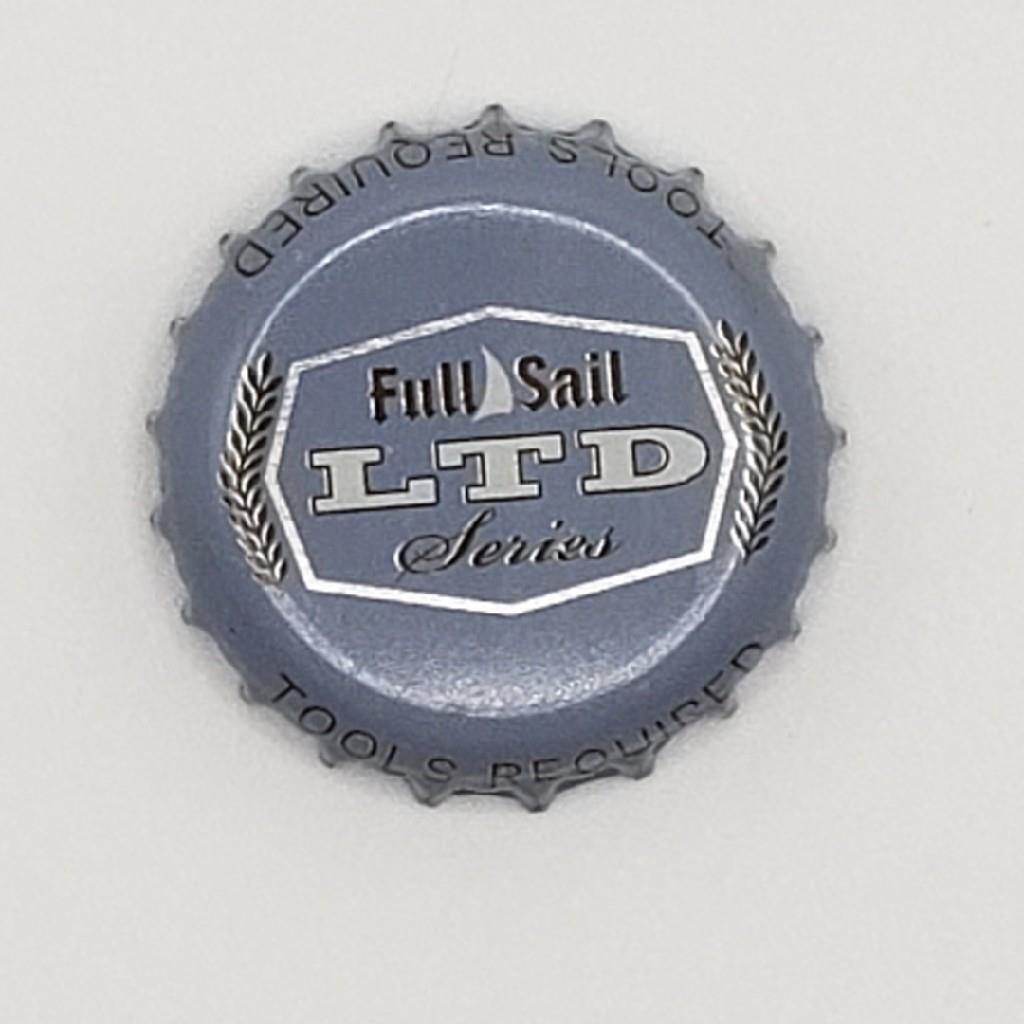 TOOLS REQUIRED
Full Sail
LTD
Series
TOOLS REQUIRED